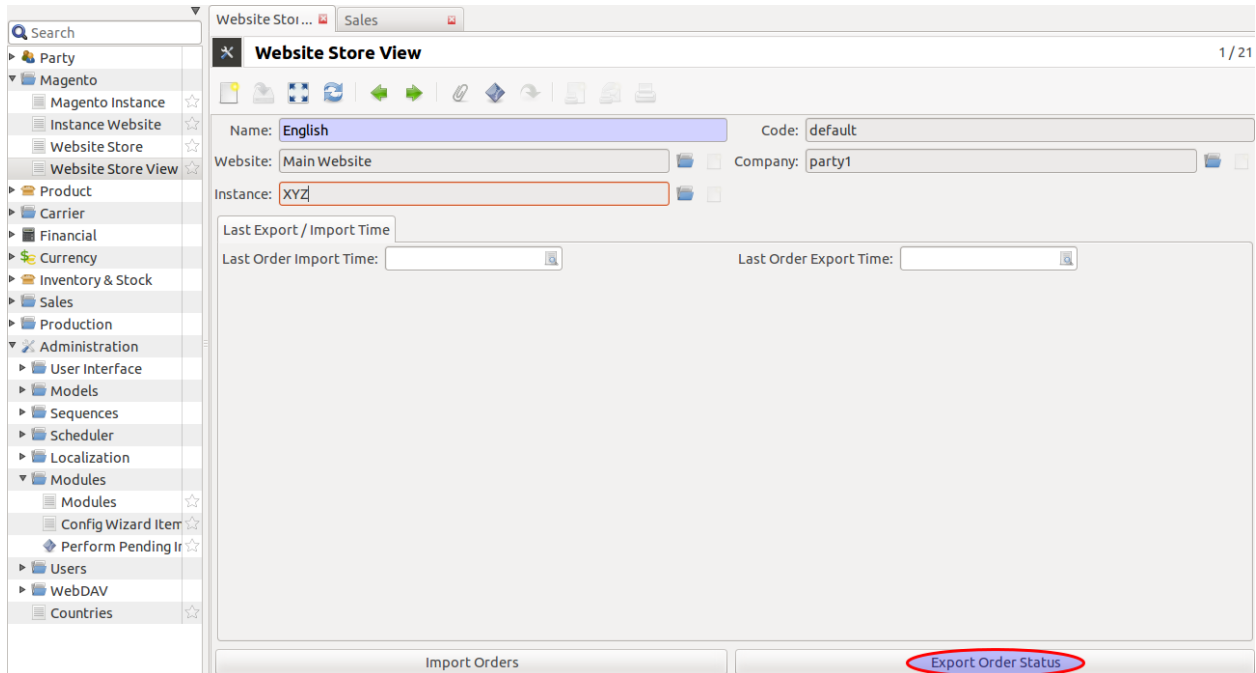 Search
Party
Magento
Magento Instance
Instance Website
Website Store
Website Store View
Product
Carrier
Financial
Currency
Inventory & Stock
Sales
Production
Administration
User Interface
Models
Sequences
Scheduler
Localization
Modules
Modules
Config Wizard Item
Perform Pending In
Users
WebDAV
Countries
Website Stor... Sales
Website Store View 1 / 21
Name: English Code: default
Website: Main Website Company: party1
Instance: XYZ
Last Export / Import Time
Last Order Import Time: Last Order Export Time:
Import Orders Export Order Status